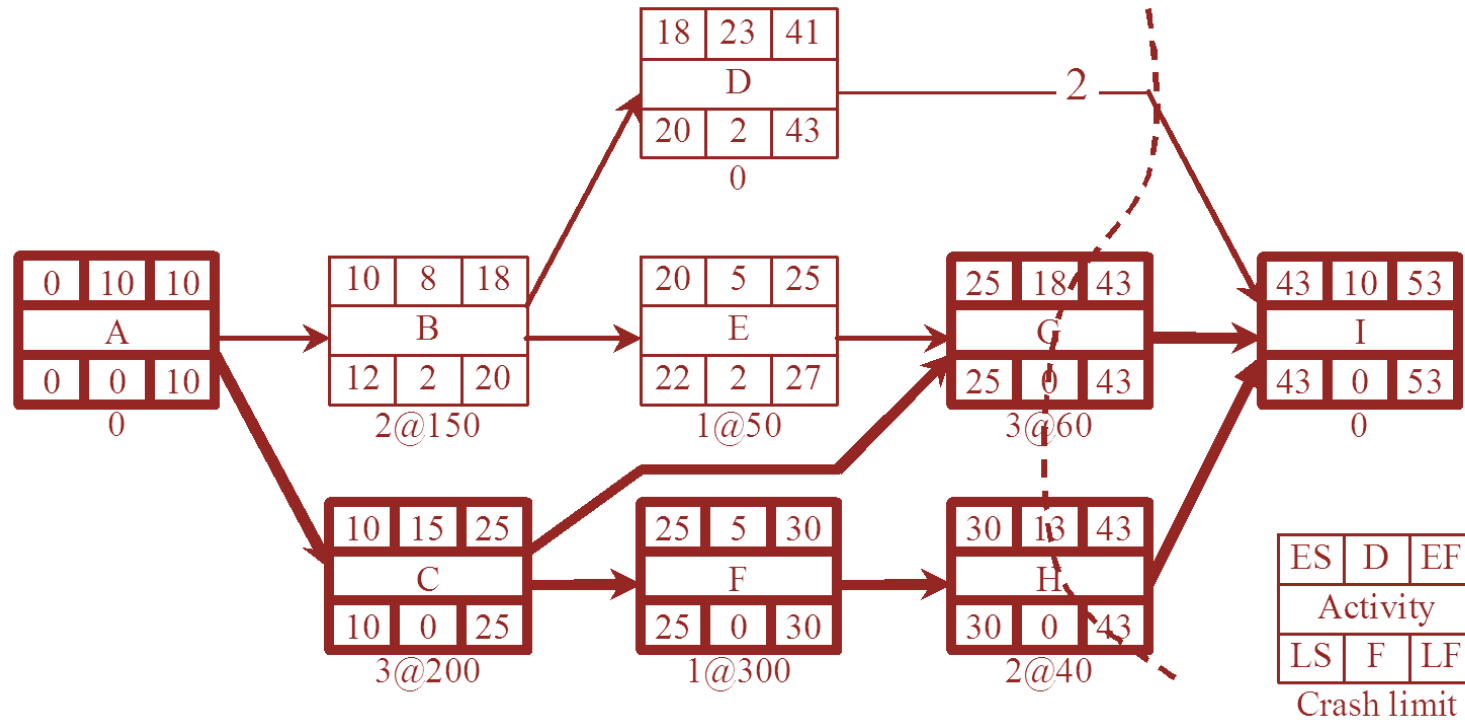 18 23 41
D
20 2 43
0
2
0 10 10
A
0 0 10
0
10 8 18
B
12 2 20
2@150
20 5 25
E
22 2 27
1@50
25 18 43
G
25 0 43
3@60
43 10 53
I
43 0 53
0
10 15 25
C
10 0 25
3@200
25 5 30
F
25 0 30
1@300
30 13 43
H
30 0 43
2@40
ES D EF
Activity
LS F LF
Crash limit